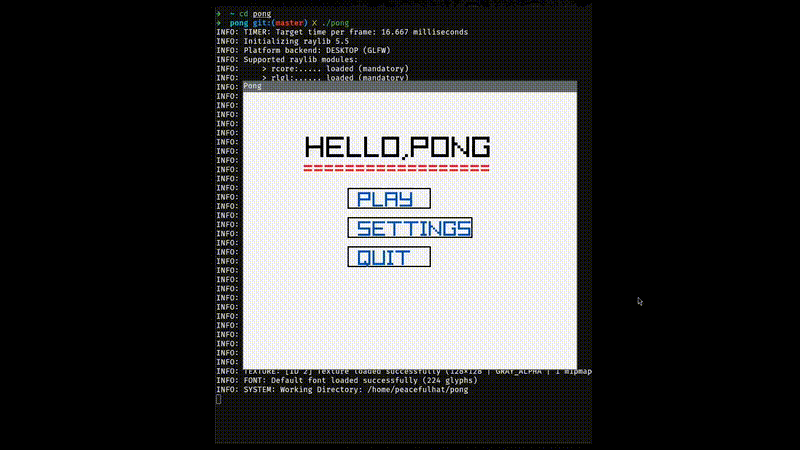 ➜ ~ cd pong
➜ pong git:(master) ✗ ./pong
INFO: TIMER: Target time per frame: 16.667 milliseconds
INFO: Initializing raylib 5.5
INFO: Platform backend: DESKTOP (GLFW)
INFO: Supported raylib modules:
INFO:     > rcore:..... loaded (mandatory)
INFO:     > rlgl:...... loaded (mandatory)
INFO:
Pong
INFO:
INFO:
INFO:
INFO:
INFO:
HELLO,PONG
INFO:
INFO:
==================
INFO:
INFO:
INFO:
PLAY
INFO:
INFO:
INFO:
SETTINGS
INFO:
INFO:
INFO:
QUIT
INFO:
INFO:
INFO:
INFO:
INFO:
INFO:
INFO:
INFO:
INFO:
INFO:
INFO:
INFO: TEXTURE: [ID 2] Texture loaded successfully (128x128 | GRAY_ALPHA | 1 mipmap
INFO: FONT: Default font loaded successfully (224 glyphs)
INFO: SYSTEM: Working Directory: /home/peacefulhat/pong